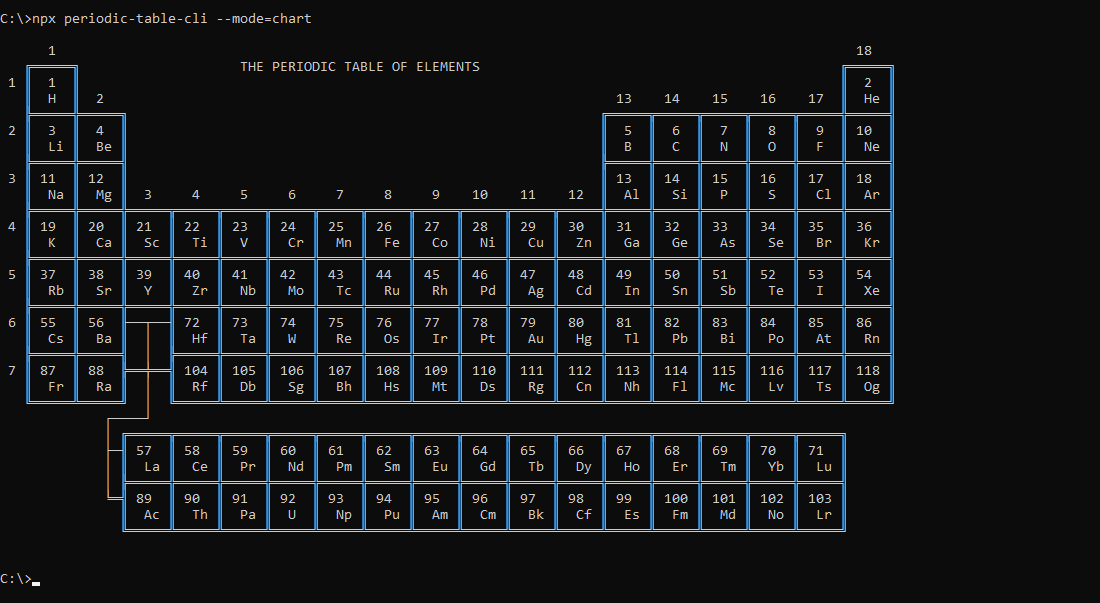 C:\>npx periodic-table-cli --mode=chart
1 18
THE PERIODIC TABLE OF ELEMENTS
1 1 2
H 2 13 14 15 16 17 He
2 3 4 5 6 7 8 9 10
Li Be B C N O F Ne
3 11 12 13 14 15 16 17 18
Na Mg 3 4 5 6 7 8 9 10 11 12 Al Si P S Cl Ar
4 19 20 21 22 23 24 25 26 27 28 29 30 31 32 33 34 35 36
K Ca Sc Ti V Cr Mn Fe Co Ni Cu Zn Ga Ge As Se Br Kr
5 37 38 39 40 41 42 43 44 45 46 47 48 49 50 51 52 53 54
Rb Sr Y Zr Nb Mo Tc Ru Rh Pd Ag Cd In Sn Sb Te I Xe
6 55 56 72 73 74 75 76 77 78 79 80 81 82 83 84 85 86
Cs Ba Hf Ta W Re Os Ir Pt Au Hg Tl Pb Bi Po At Rn
7 87 88 104 105 106 107 108 109 110 111 112 113 114 115 116 117 118
Fr Ra Rf Db Sg Bh Hs Mt Ds Rg Cn Nh Fl Mc Lv Ts Og
57 58 59 60 61 62 63 64 65 66 67 68 69 70 71
La Ce Pr Nd Pm Sm Eu Gd Tb Dy Ho Er Tm Yb Lu
89 90 91 92 93 94 95 96 97 98 99 100 101 102 103
Ac Th Pa U Np Pu Am Cm Bk Cf Es Fm Md No Lr
C:\>